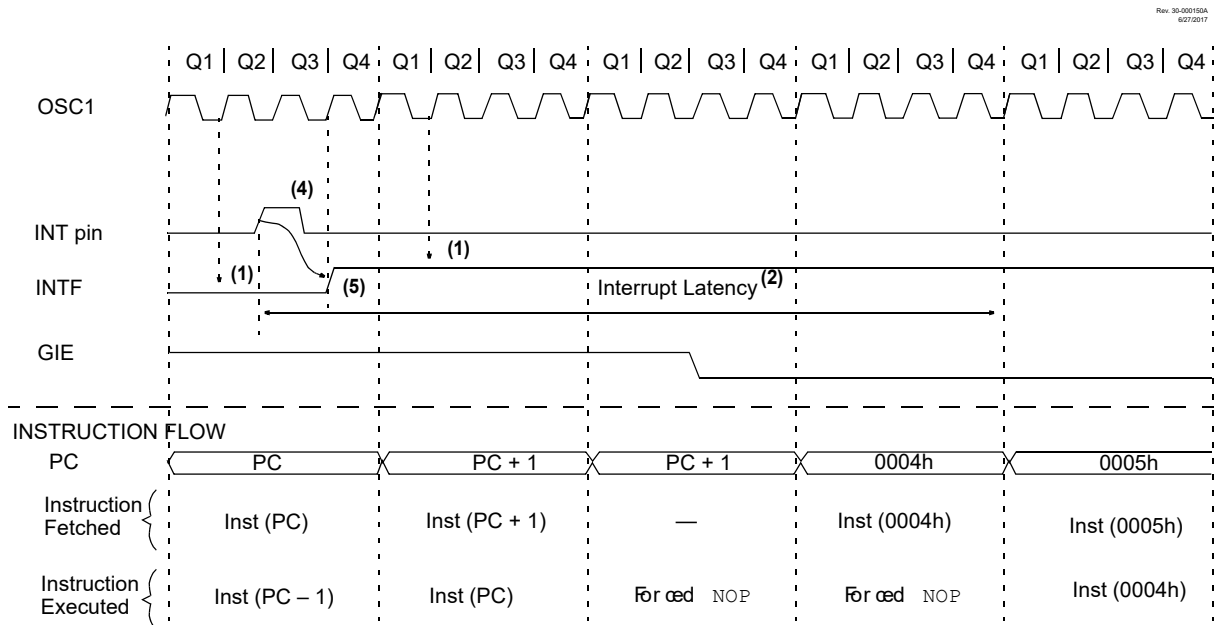 Rev. 30-000150A
6/27/2017
Q1 Q2 Q3 Q4 Q1 Q2 Q3 Q4 Q1 Q2 Q3 Q4 Q1 Q2 Q3 Q4 Q1 Q2 Q3 Q4
OSC1
(4)
INT pin
(1)
(1)
INTF
(5)
Interrupt Latency (2)
GIE
INSTRUCTION FLOW
PC PC PC + 1 PC + 1 0004h 0005h
Instruction Fetched
Inst (PC) Inst (PC + 1) — Inst (0004h) Inst (0005h)
Instruction Executed
Inst (PC – 1) Inst (PC) Forced NOP Forced NOP Inst (0004h)